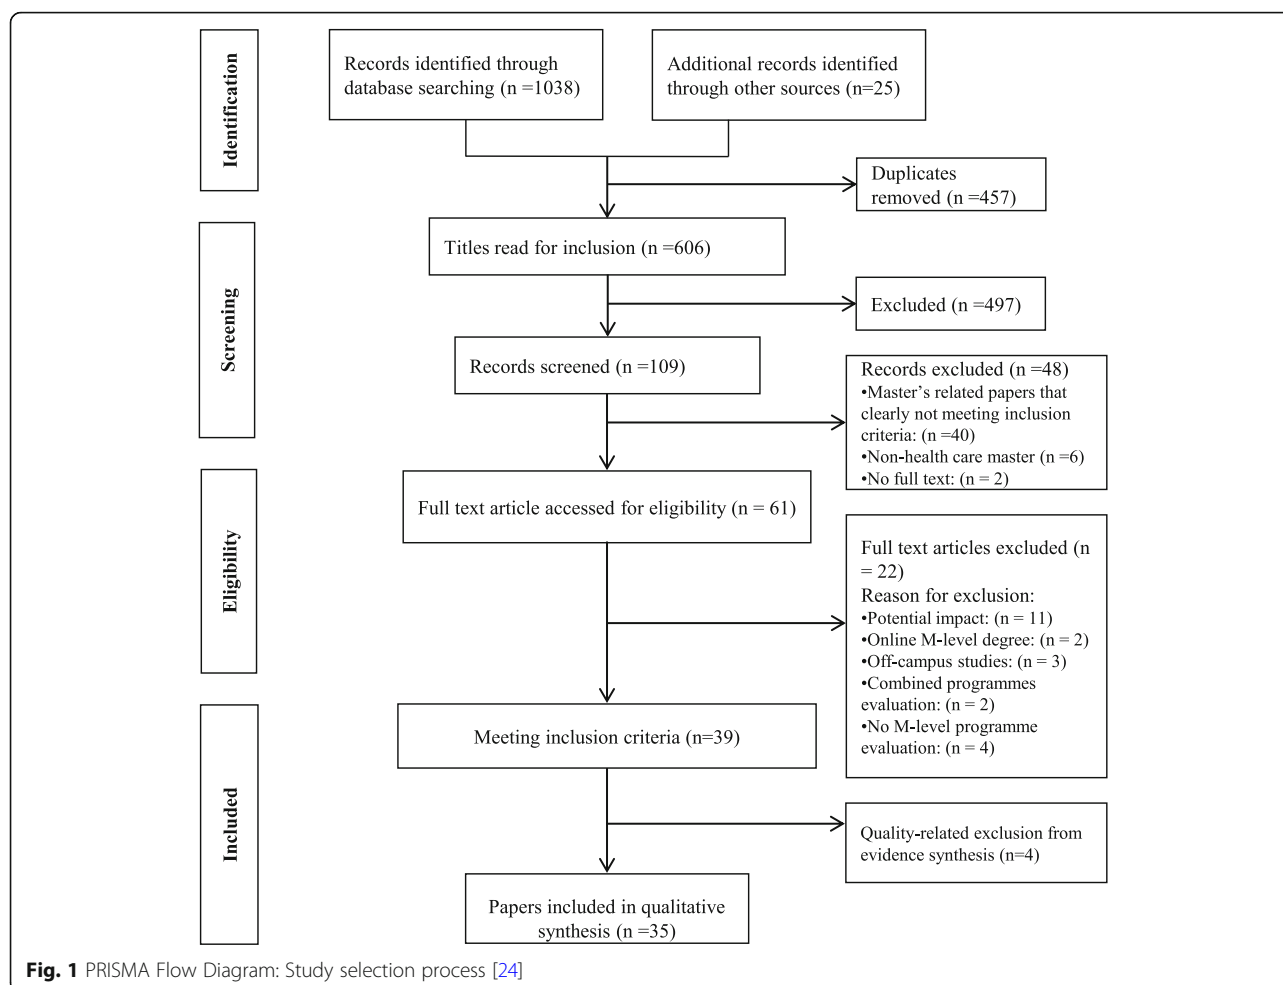 Identification
Records identified through
database searching (n =1038)
Additional records identified
through other sources (n=25)
Duplicates
removed (n =457)
Screening
Titles read for inclusion (n =606)
Excluded (n =497)
Records screened (n =109)
Records excluded (n =48)
•Master's related papers that
clearly not meeting inclusion
criteria: (n =40)
•Non-health care master (n =6)
•No full text: (n = 2)
Eligibility
Full text article accessed for eligibility (n = 61)
Full text articles excluded (n
= 22)
Reason for exclusion:
•Potential impact: (n = 11)
•Online M-level degree: (n = 2)
•Off-campus studies: (n = 3)
•Combined programmes
evaluation: (n = 2)
•No M-level programme
evaluation: (n = 4)
Included
Meeting inclusion criteria (n=39)
Quality-related exclusion from
evidence synthesis (n=4)
Papers included in qualitative
synthesis (n =35)
Fig. 1 PRISMA Flow Diagram: Study selection process [24]